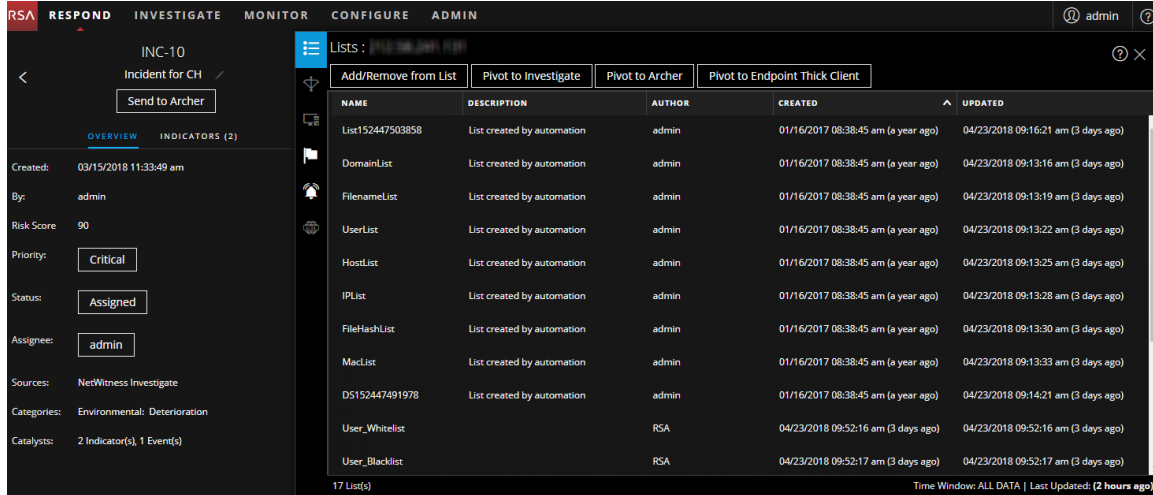 RSA RESPOND INVESTIGATE MONITOR CONFIGURE ADMIN admin
INC-10
Incident for CH
Send to Archer
OVERVIEW INDICATORS (2)
Created: 03/15/2018 11:33:49 am
By: admin
Risk Score 90
Priority: Critical
Status: Assigned
Assignee: admin
Sources: NetWitness Investigate
Categories: Environmental: Deterioration
Catalysts: 2 Indicator(s), 1 Event(s)
Lists :
Add/Remove from List Pivot to Investigate Pivot to Archer Pivot to Endpoint Thick Client
NAME DESCRIPTION AUTHOR CREATED UPDATED
List152447503858 List created by automation admin 01/16/2017 08:38:45 am (a year ago) 04/23/2018 09:16:21 am (3 days ago)
DomainList List created by automation admin 01/16/2017 08:38:45 am (a year ago) 04/23/2018 09:13:16 am (3 days ago)
FilenameList List created by automation admin 01/16/2017 08:38:45 am (a year ago) 04/23/2018 09:13:19 am (3 days ago)
UserList List created by automation admin 01/16/2017 08:38:45 am (a year ago) 04/23/2018 09:13:22 am (3 days ago)
HostList List created by automation admin 01/16/2017 08:38:45 am (a year ago) 04/23/2018 09:13:25 am (3 days ago)
IPList List created by automation admin 01/16/2017 08:38:45 am (a year ago) 04/23/2018 09:13:28 am (3 days ago)
FileHashList List created by automation admin 01/16/2017 08:38:45 am (a year ago) 04/23/2018 09:13:30 am (3 days ago)
MacList List created by automation admin 01/16/2017 08:38:45 am (a year ago) 04/23/2018 09:13:33 am (3 days ago)
DS152447491978 List created by automation admin 01/16/2017 08:38:45 am (a year ago) 04/23/2018 09:14:21 am (3 days ago)
User_Whitelist RSA 04/23/2018 09:52:16 am (3 days ago) 04/23/2018 09:52:16 am (3 days ago)
User_Blacklist RSA 04/23/2018 09:52:17 am (3 days ago) 04/23/2018 09:52:17 am (3 days ago)
17 List(s) Time Window: ALL DATA | Last Updated: (2 hours ago)